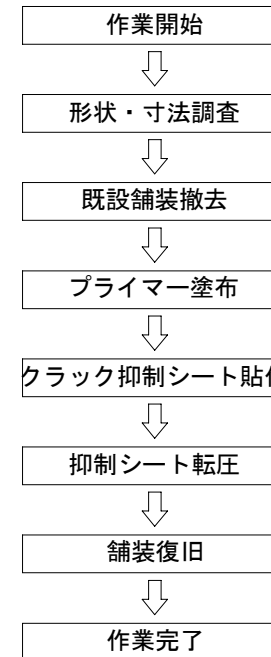 作業開始
形状・寸法調査
既設舗装撤去
プライマー塗布
クラック抑制シート貼付
抑制シート転圧
舗装復旧
作業完了